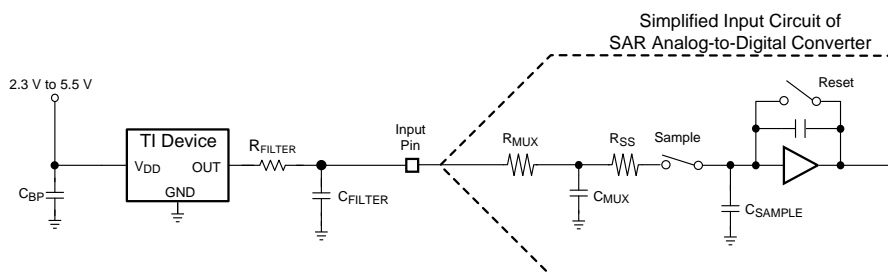 Simplified Input Circuit of
SAR Analog-to-Digital Converter
2.3 V to 5.5 V
Reset
TI Device
RFILTER
Input
Pin
RMUX
RSS
Sample
VDD
OUT
CBP
GND
CFILTER
CMUX
CSAMPLE